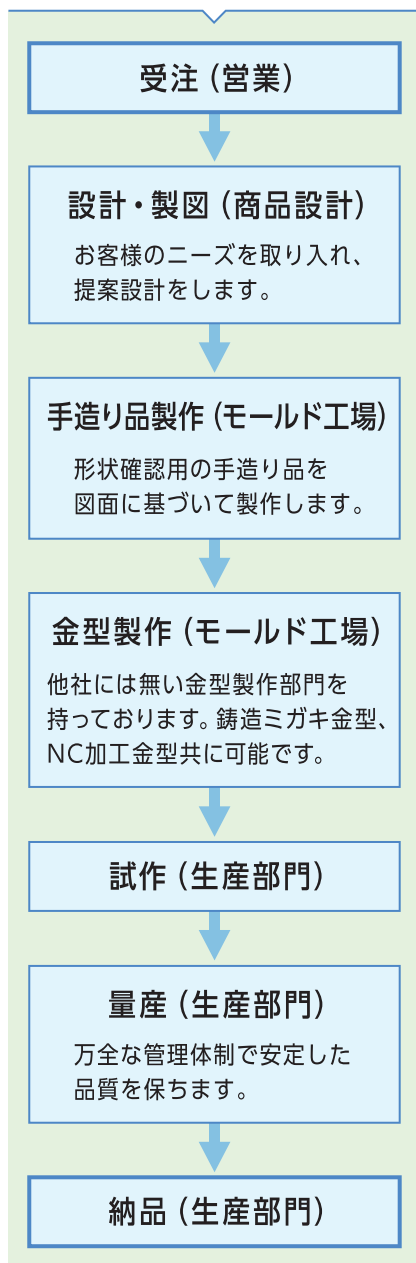 受注（営業）
設計・製図（商品設計）
お客様のニーズを取り入れ、
提案設計をします。
手造り品製作（モールド工場）
形状確認用の手造り品を
図面に基づいて製作します。
金型製作（モールド工場）
他社には無い金型製作部門を
持っております。鋳造ミガキ金型、
NC加工金型共に可能です。
試作（生産部門）
量産（生産部門）
万全な管理体制で安定した
品質を保ちます。
納品（生産部門）